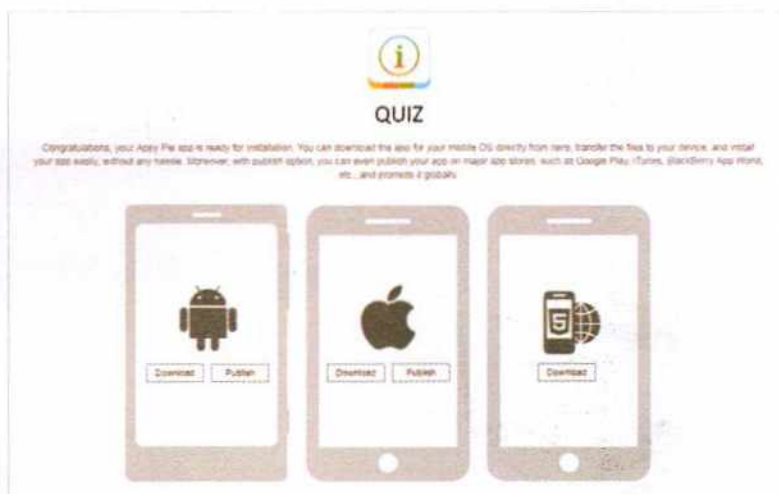 i
QUIZ
Congratulations, your Appy Pie app is ready for installation. You can download the app for your mobile OS directly from here, transfer the files to your device, and install
your app easily, without any hassle. Moreover, with publish option, you can even publish your app on major app stores, such as Google Play, iTunes, BlackBerry App World,
etc., and promote it globally.
Download Publish Download Publish Download